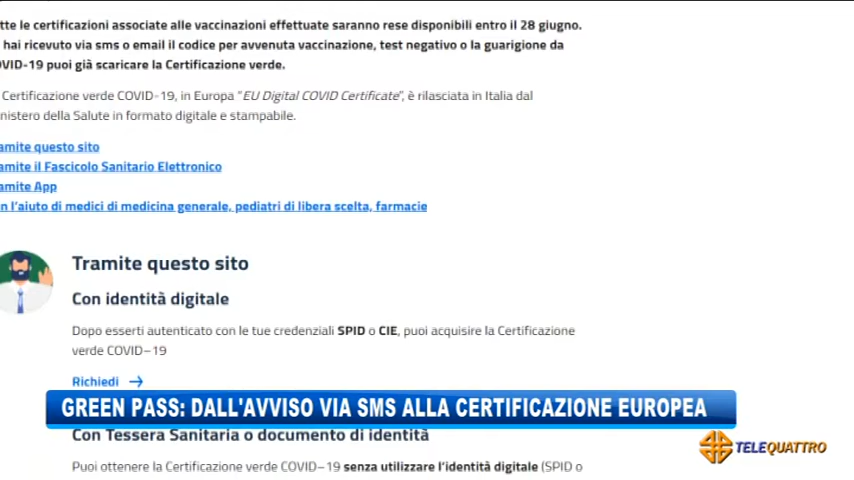 tte le certificazioni associate alle vaccinazioni effettuate saranno rese disponibili entro il 28 giugno.
hai ricevuto via sms o email il codice per avvenuta vaccinazione, test negativo o la guarigione da
OVID-19 puoi già scaricare la Certificazione verde.
Certificazione verde COVID-19, in Europa "EU Digital COVID Certificate", è rilasciata in Italia dal
inistero della Salute in formato digitale e stampabile.
amite questo sito
amite il Fascicolo Sanitario Elettronico
amite App
n l'aiuto di medici di medicina generale, pediatri di libera scelta, farmacie
Tramite questo sito
Con identità digitale
Dopo esserti autenticato con le tue credenziali SPID o CIE, puoi acquisire la Certificazione
verde COVID–19
Richiedi →
GREEN PASS: DALL'AVVISO VIA SMS ALLA CERTIFICAZIONE EUROPEA
Con Tessera Sanitaria o documento di identità
TELEQUATTRO
Puoi ottenere la Certificazione verde COVID–19 senza utilizzare l'identità digitale (SPID o